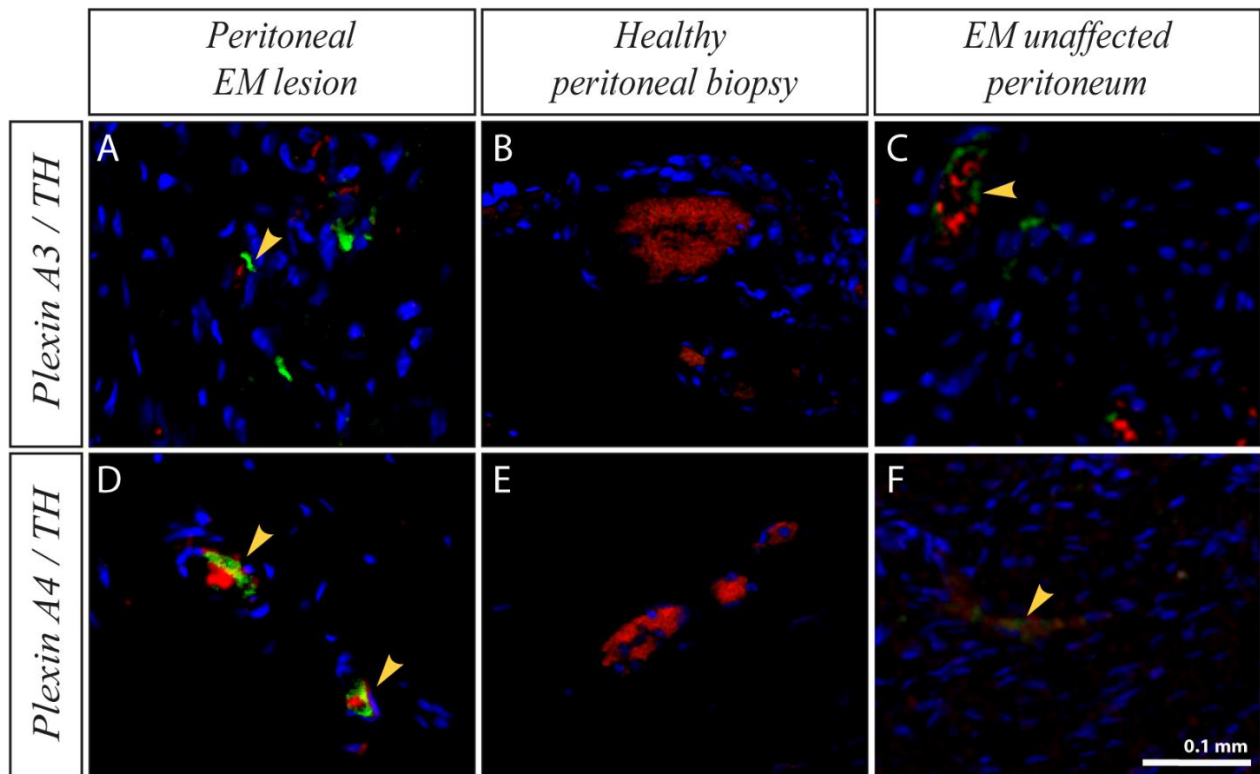 Peritoneal
EM lesion
Healthy
peritoneal biopsy
EM unaffected
peritoneum
Plexin A3 / TH
A
B
C
Plexin A4 / TH
D
E
F
0.1 mm